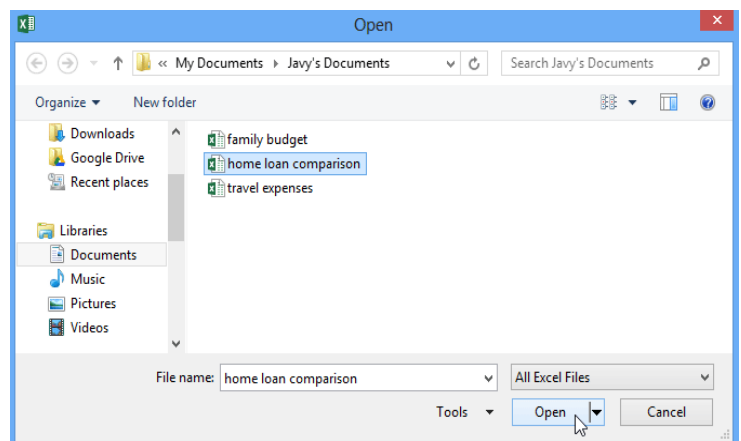 Open
« My Documents Javy's Documents
Search Javy's Documents
Organize New folder
Downloads
Google Drive
Recent places
Libraries
Documents
Music
Pictures
Videos
family budget
home loan comparison
travel expenses
File name: home loan comparison
All Excel Files
Tools Open Cancel